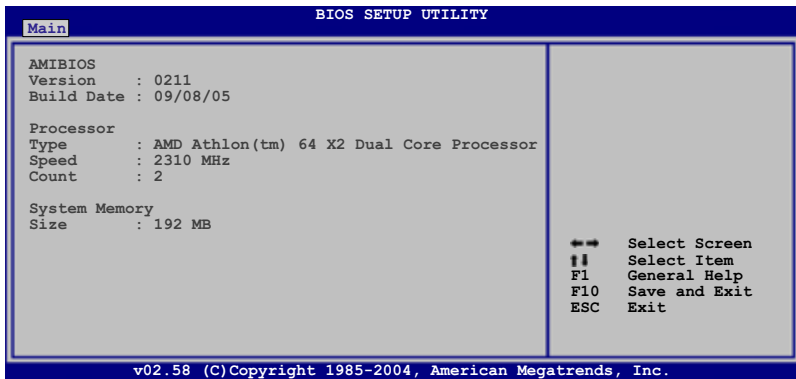 BIOS SETUP UTILITY
Main
AMIBIOS
Version : 0211
Build Date : 09/08/05
Processor
Type : AMD Athlon(tm) 64 X2 Dual Core Processor
Speed : 2310 MHz
Count : 2
System Memory
Size : 192 MB
←→ Select Screen
↑↓ Select Item
F1 General Help
F10 Save and Exit
ESC Exit
v02.58 (C)Copyright 1985-2004, American Megatrends, Inc.